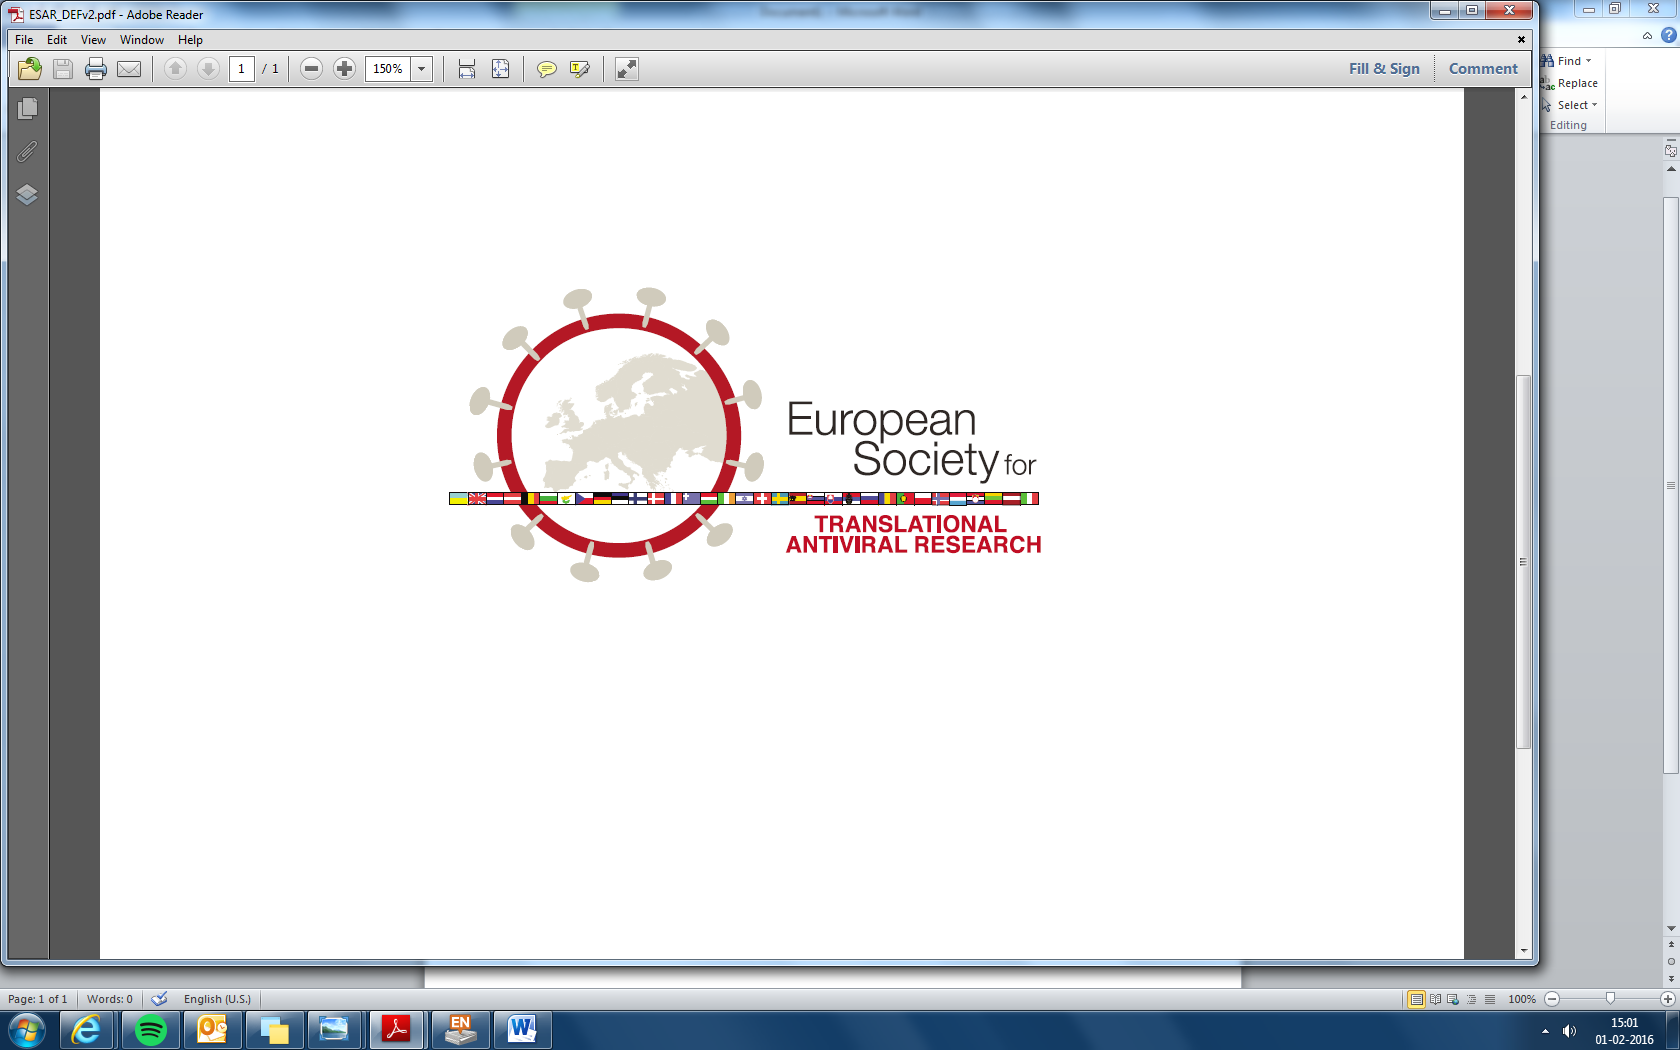 ESAR_DEFv2.pdf - Adobe Reader
File Edit View Window Help
1 / 1 150% Fill & Sign Comment
Find
Replace
Select
Editing
European
Society for
TRANSLATIONAL
ANTIVIRAL RESEARCH
Page: 1 of 1 Words: 0 English (U.S.) 100%
EN
15:01
01-02-2016